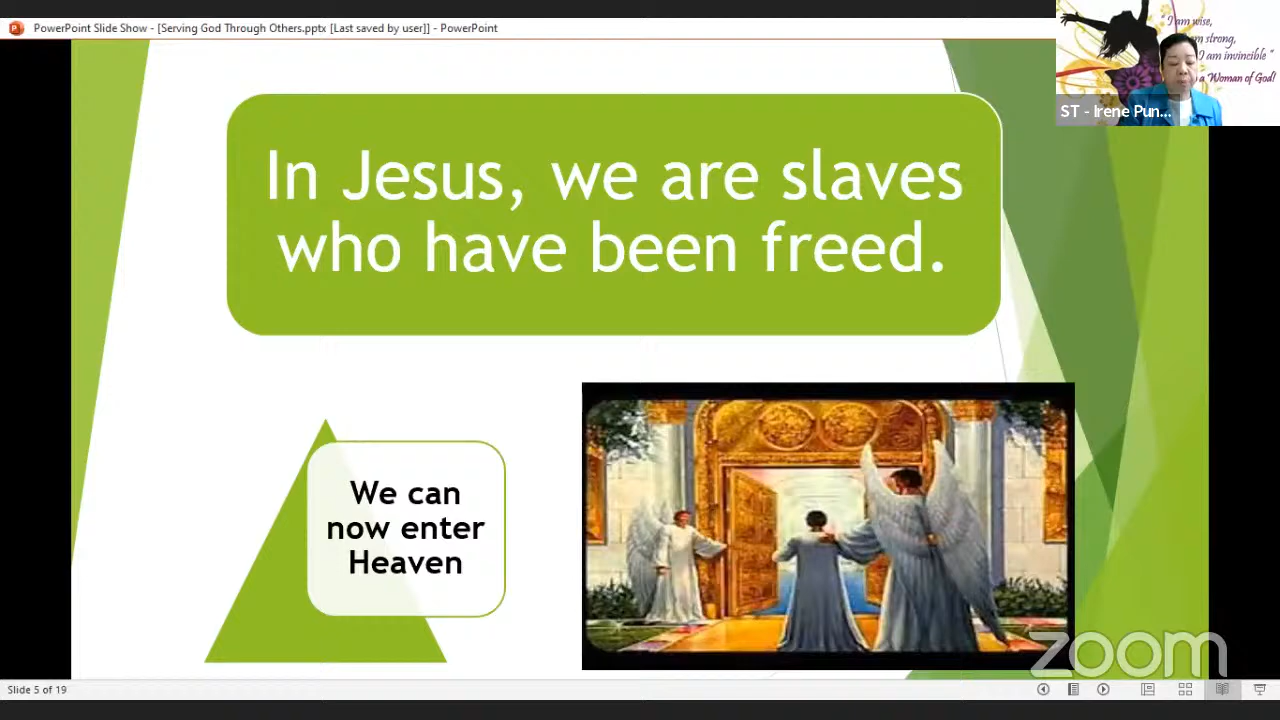 PowerPoint Slide Show - [Serving God Through Others.pptx [Last saved by user]] - PowerPoint
"I am wise,
am strong,
I am invincible"
a Woman of God!
ST - Irene Pun...
In Jesus, we are slaves
who have been freed.
We can
now enter
Heaven
zoom
Slide 5 of 19